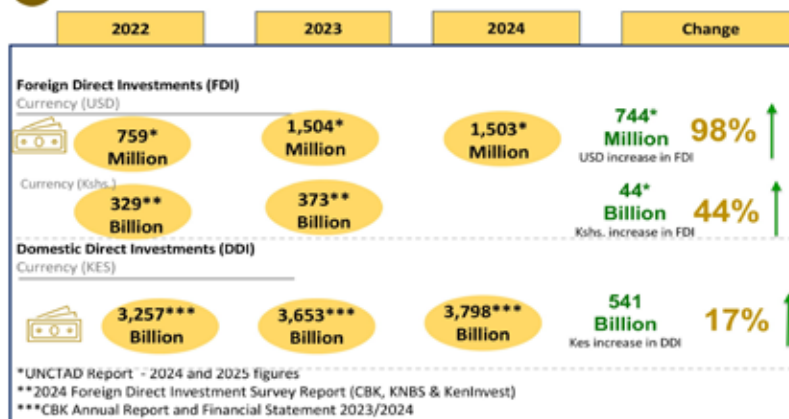 2022 2023 2024 Change
Foreign Direct Investments (FDI)
Currency (USD)
759* Million 1,504* Million 1,503* Million 744* Million 98%
USD increase in FDI
Currency (Kshs.)
329** Billion 373** Billion 44* Billion 44%
Kshs. increase in FDI
Domestic Direct Investments (DDI)
Currency (KES)
3,257*** Billion 3,653*** Billion 3,798*** Billion 541 Billion 17%
Kes increase in DDI
*UNCTAD Report - 2024 and 2025 figures
**2024 Foreign Direct Investment Survey Report (CBK, KNBS & KenInvest)
***CBK Annual Report and Financial Statement 2023/2024